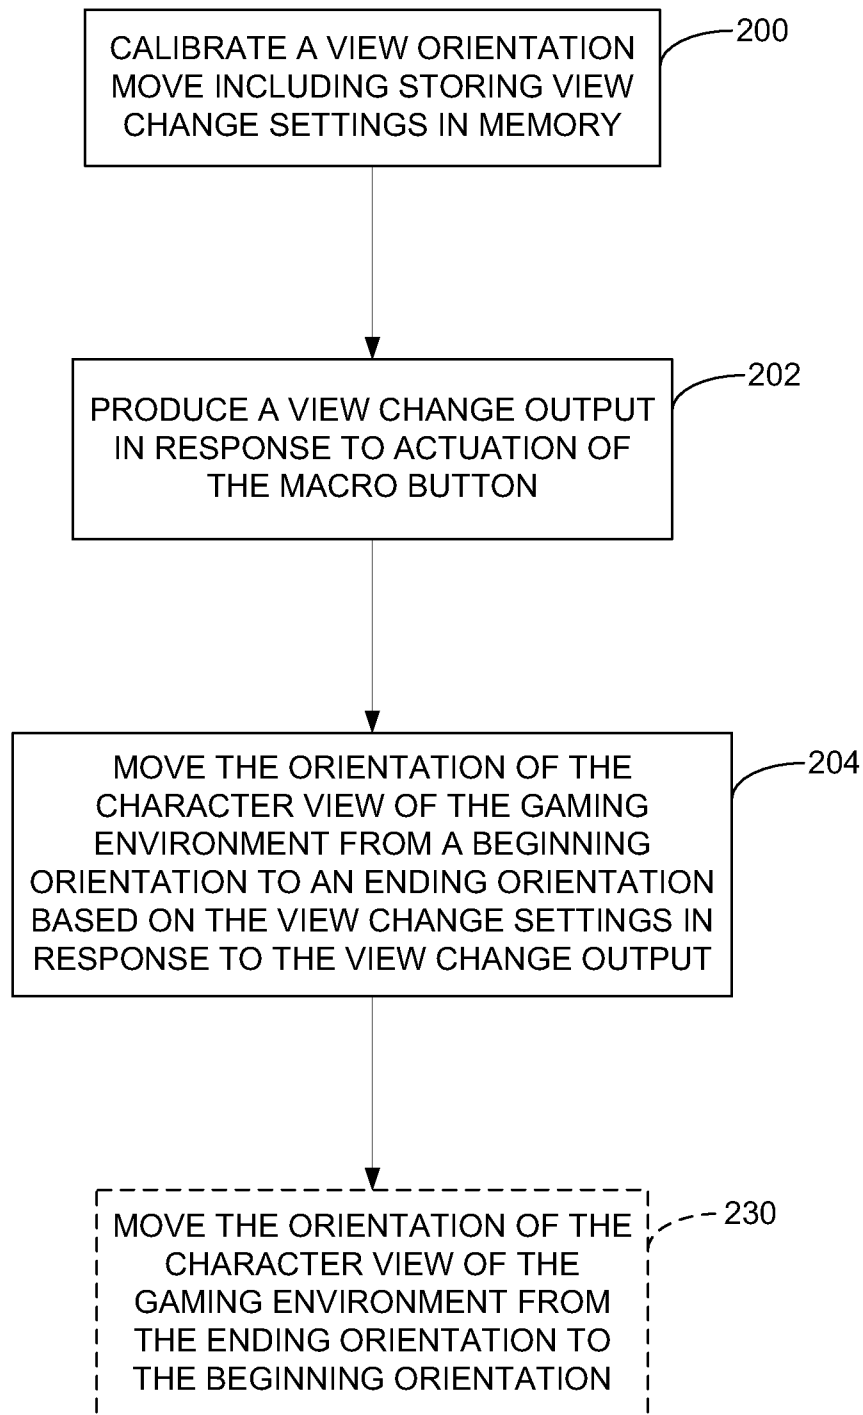 CALIBRATE A VIEW ORIENTATION
MOVE INCLUDING STORING VIEW
CHANGE SETTINGS IN MEMORY
200
PRODUCE A VIEW CHANGE OUTPUT
IN RESPONSE TO ACTUATION OF
THE MACRO BUTTON
202
MOVE THE ORIENTATION OF THE
CHARACTER VIEW OF THE GAMING
ENVIRONMENT FROM A BEGINNING
ORIENTATION TO AN ENDING ORIENTATION
BASED ON THE VIEW CHANGE SETTINGS IN
RESPONSE TO THE VIEW CHANGE OUTPUT
204
MOVE THE ORIENTATION OF THE
CHARACTER VIEW OF THE
GAMING ENVIRONMENT FROM
THE ENDING ORIENTATION TO
THE BEGINNING ORIENTATION
230